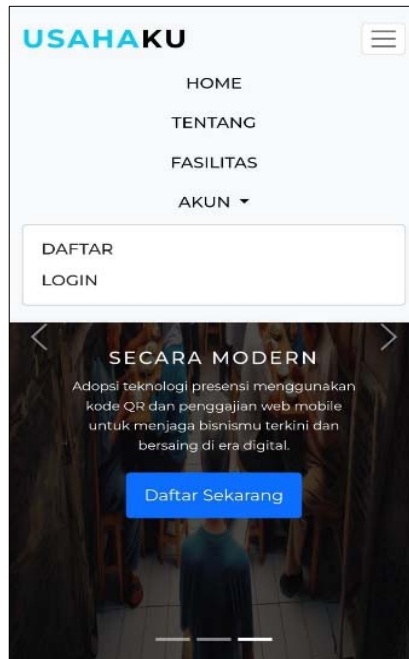 USAHAKU
HOME
TENTANG
FASILITAS
AKUN
DAFTAR
LOGIN
SECARA MODERN
Adopsi teknologi presensi menggunakan
kode QR dan penggajian web mobile
untuk menjaga bisnismu terkini dan
bersaing di era digital.
Daftar Sekarang